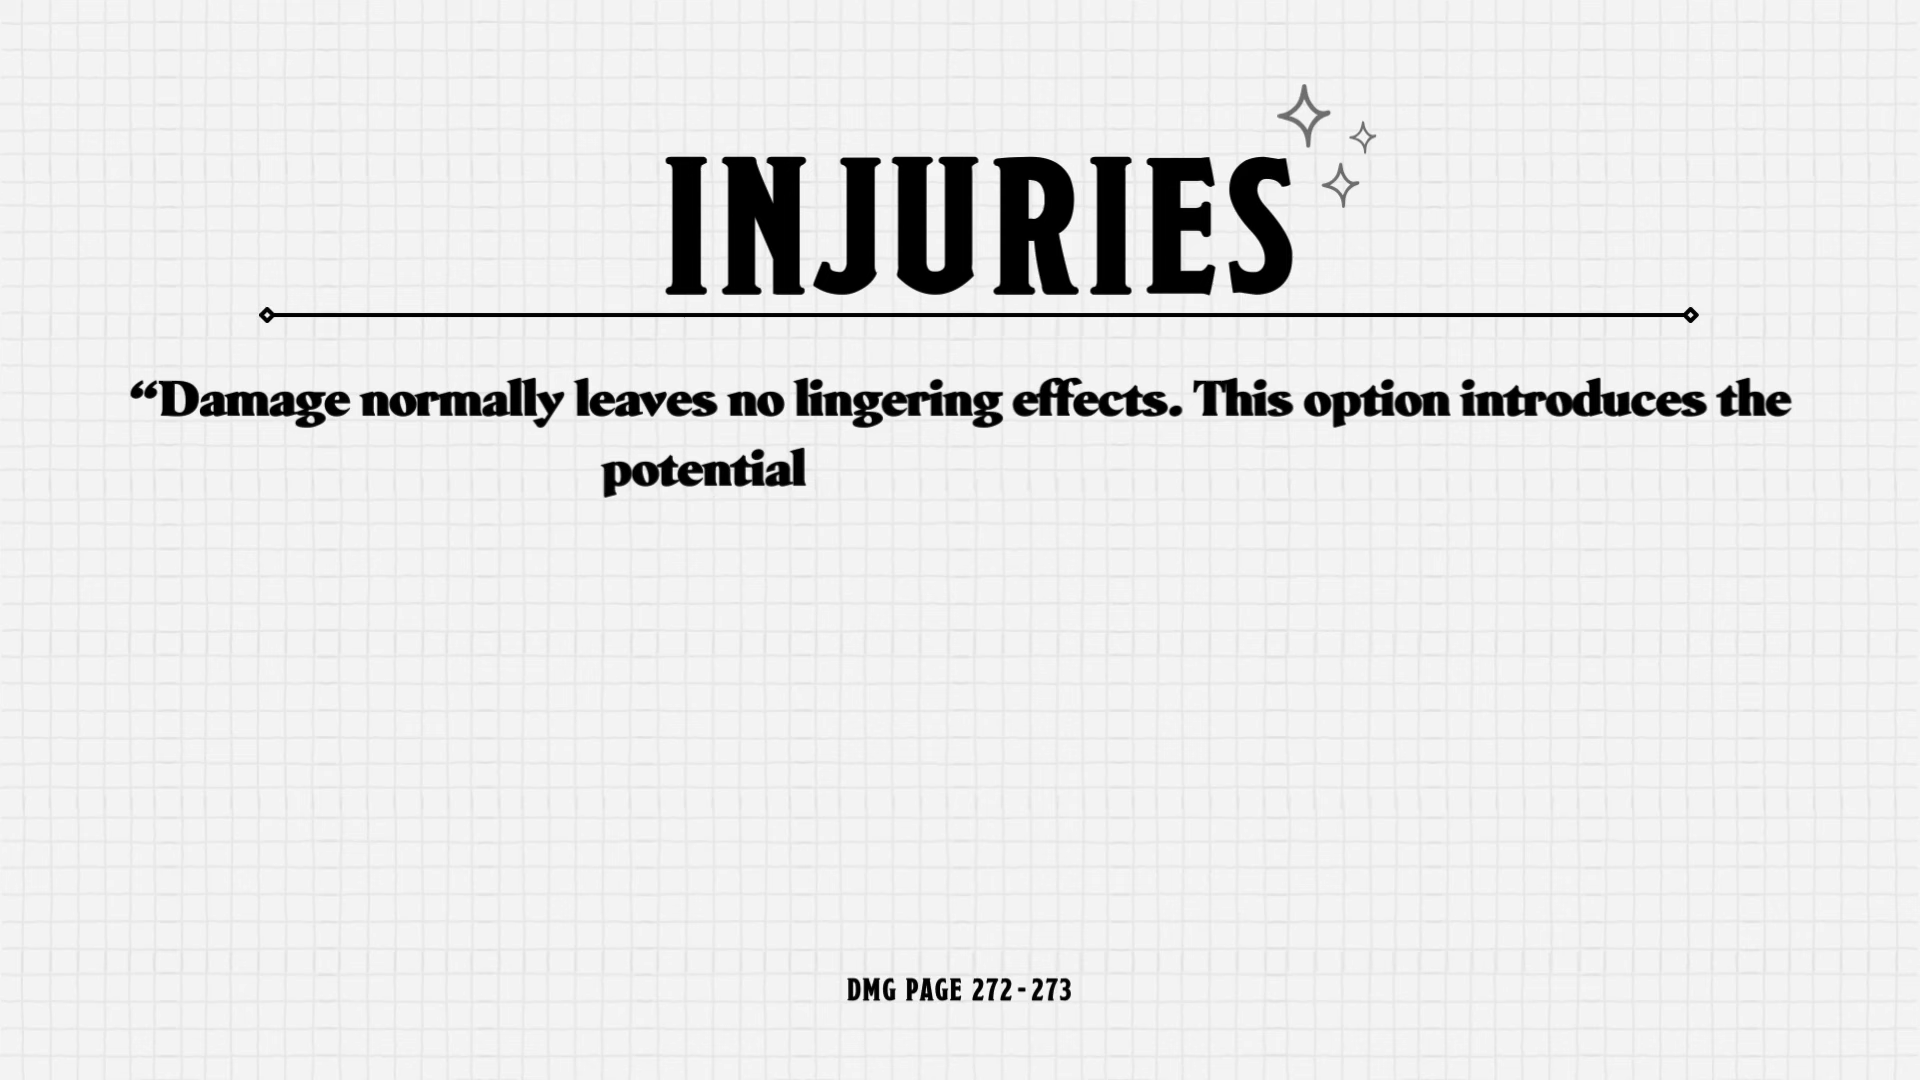 INJURIES
“Damage normally leaves no lingering effects. This option introduces the
potential
DMG PAGE 272-273